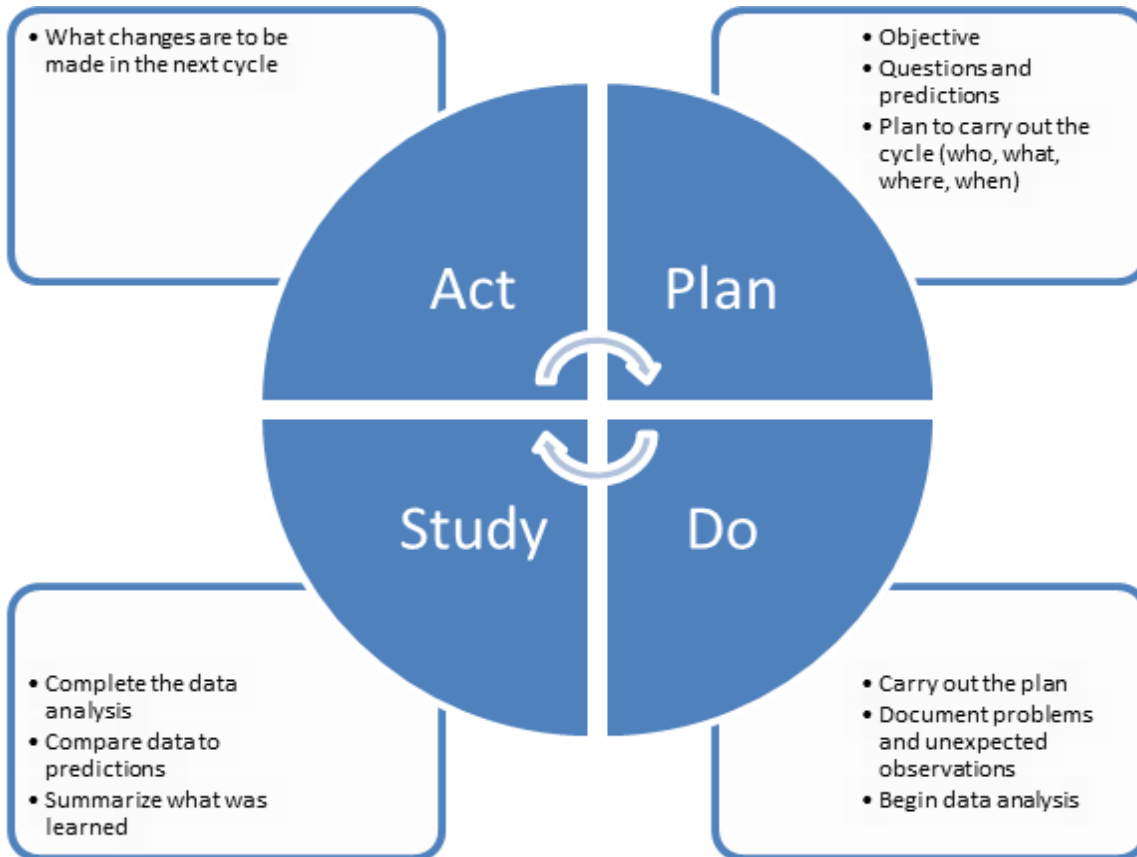 • What changes are to be
made in the next cycle
• Objective
• Questions and
predictions
• Plan to carry out the
cycle (who, what,
where, when)
Act
Plan
Study
Do
• Complete the data
analysis
• Compare data to
predictions
• Summarize what was
learned
• Carry out the plan
• Document problems
and unexpected
observations
• Begin data analysis